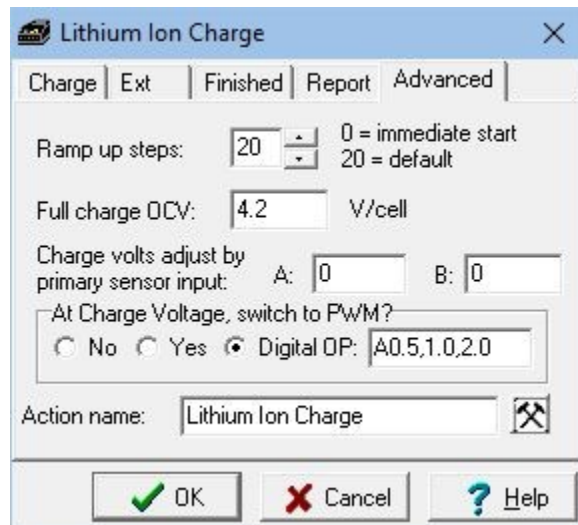 Lithium Ion Charge
Charge Ext Finished Report Advanced
Ramp up steps: 20 0 = immediate start
20 = default
Full charge OCV: 4.2 V/cell
Charge volts adjust by
primary sensor input: A: 0 B: 0
At Charge Voltage, switch to PWM?
No Yes Digital OP: A0.5,1.0,2.0
Action name: Lithium Ion Charge
OK Cancel Help